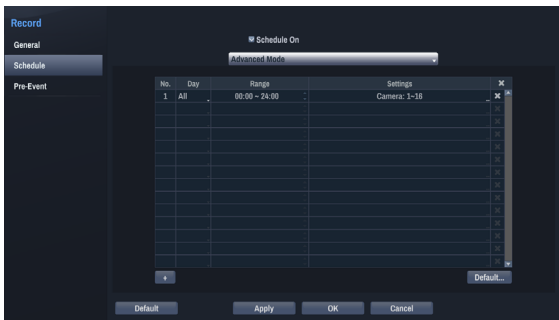 Record
General
Schedule
Pre-Event
Schedule On
Advanced Mode
No. Day Range Settings
1 All 00:00 ~ 24:00 Camera: 1~16
+
Default...
Default Apply OK Cancel